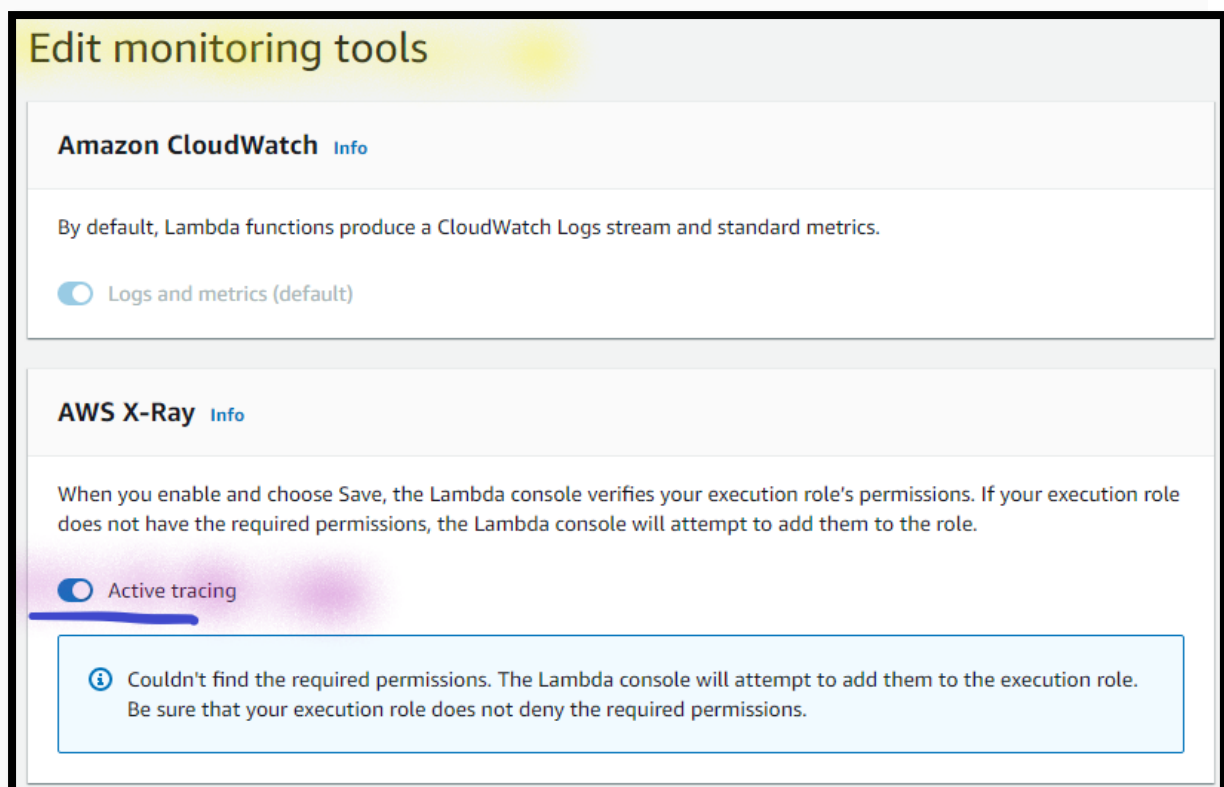 Edit monitoring tools
Amazon CloudWatch Info
By default, Lambda functions produce a CloudWatch Logs stream and standard metrics.
Logs and metrics (default)
AWS X-Ray Info
When you enable and choose Save, the Lambda console verifies your execution role's permissions. If your execution role
does not have the required permissions, the Lambda console will attempt to add them to the role.
Active tracing
Couldn't find the required permissions. The Lambda console will attempt to add them to the execution role.
Be sure that your execution role does not deny the required permissions.